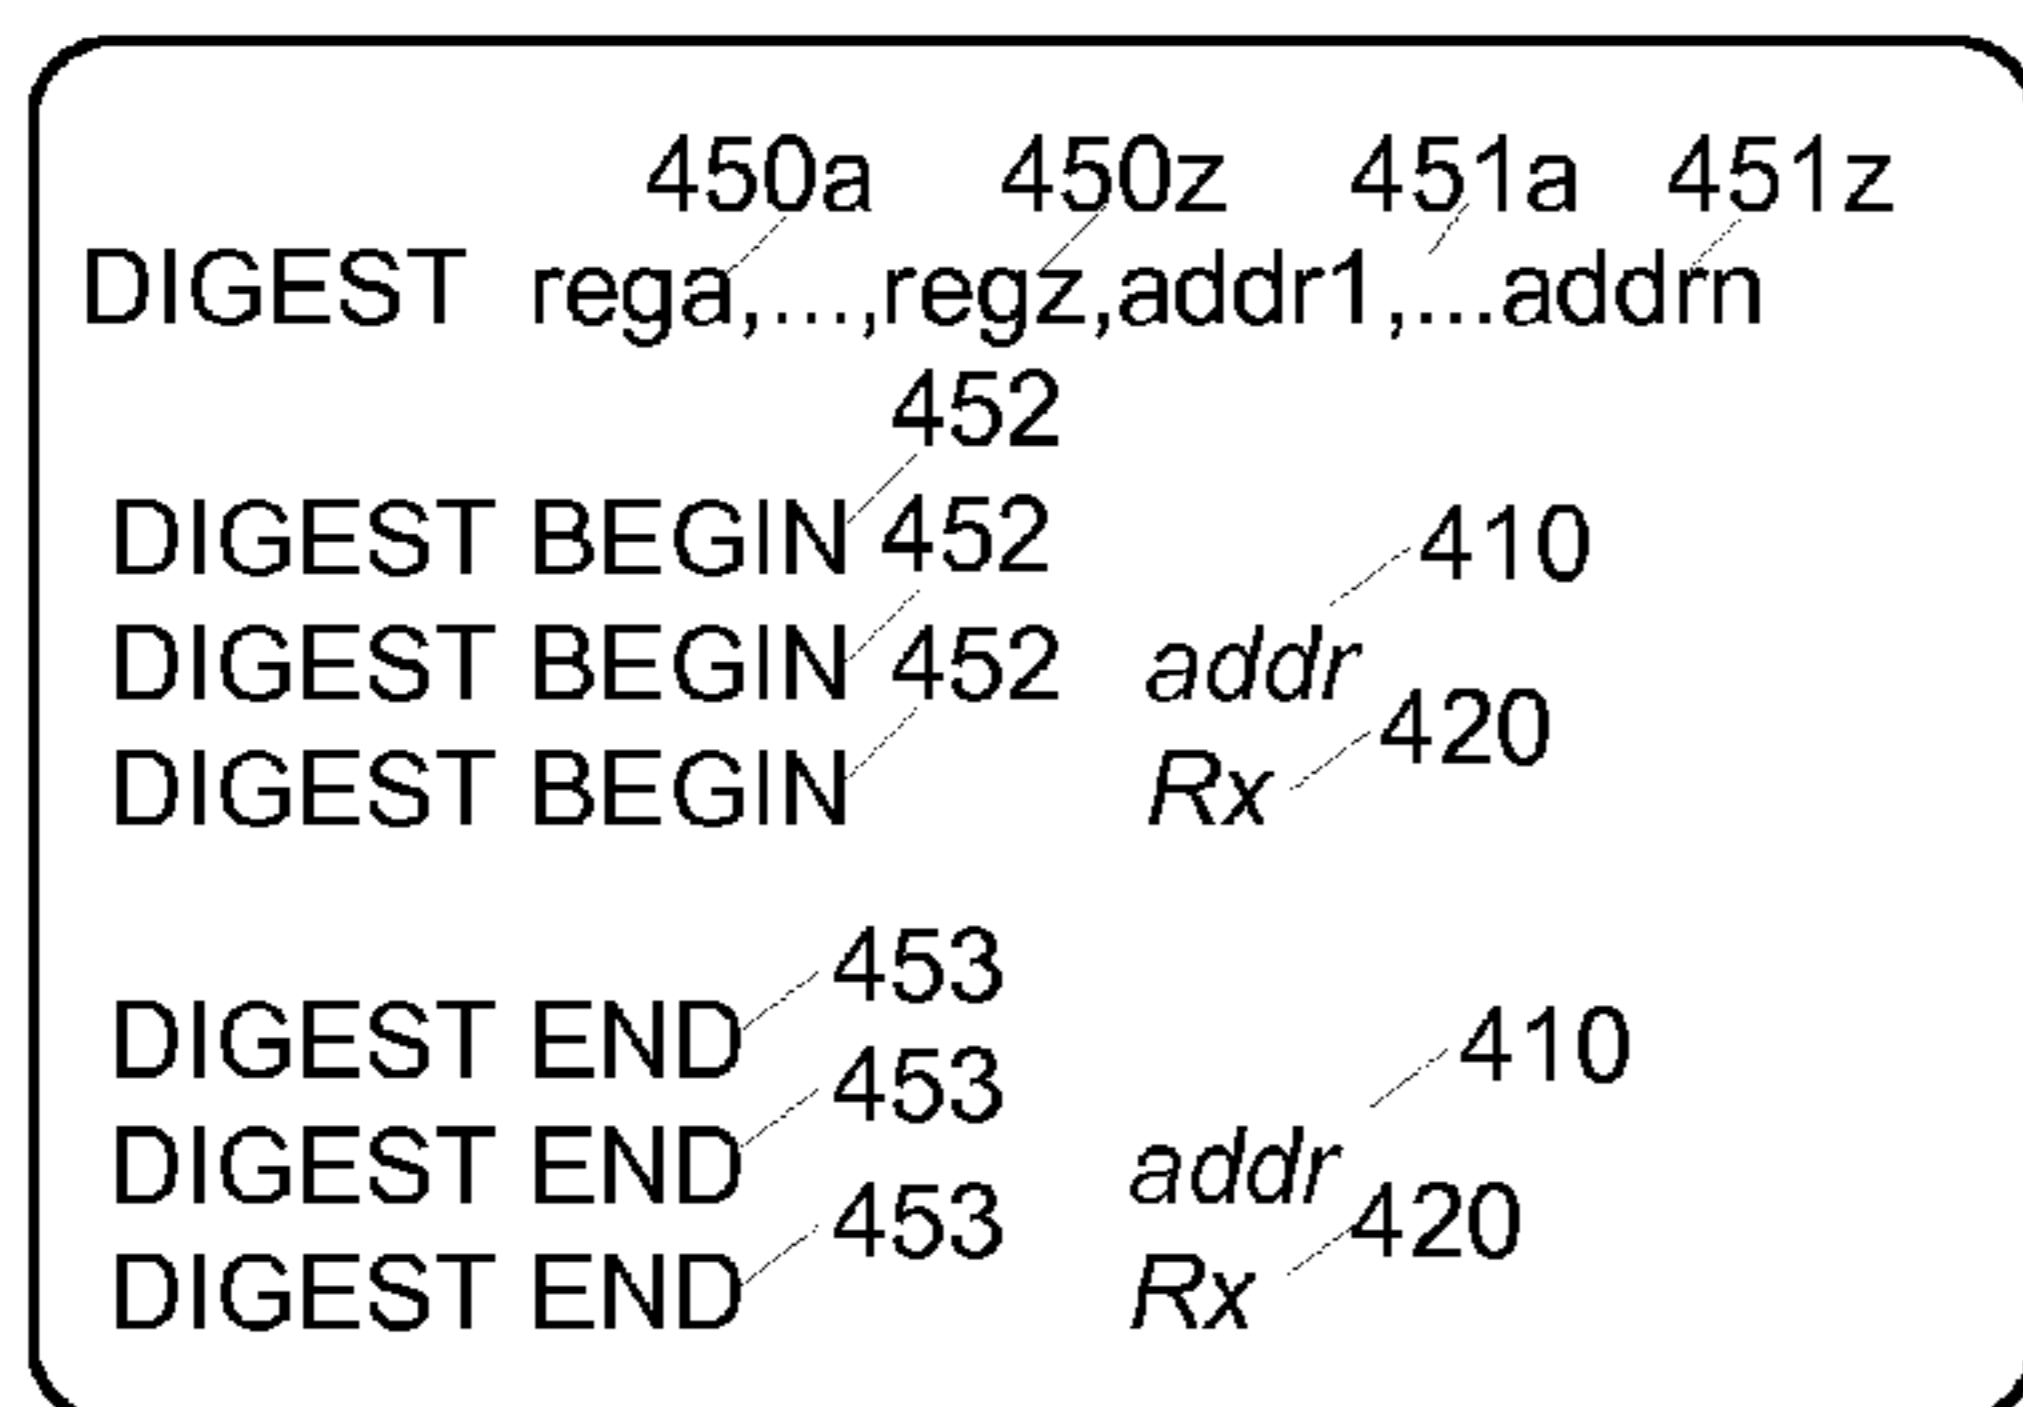 450a 450z 451a 451z
DIGEST rega,...,regz,addr1,...addrn
452
DIGEST BEGIN 452 410
DIGEST BEGIN 452 addr
420
DIGEST BEGIN Rx
453
DIGEST END 410
453
DIGEST END addr
453 420
DIGEST END Rx